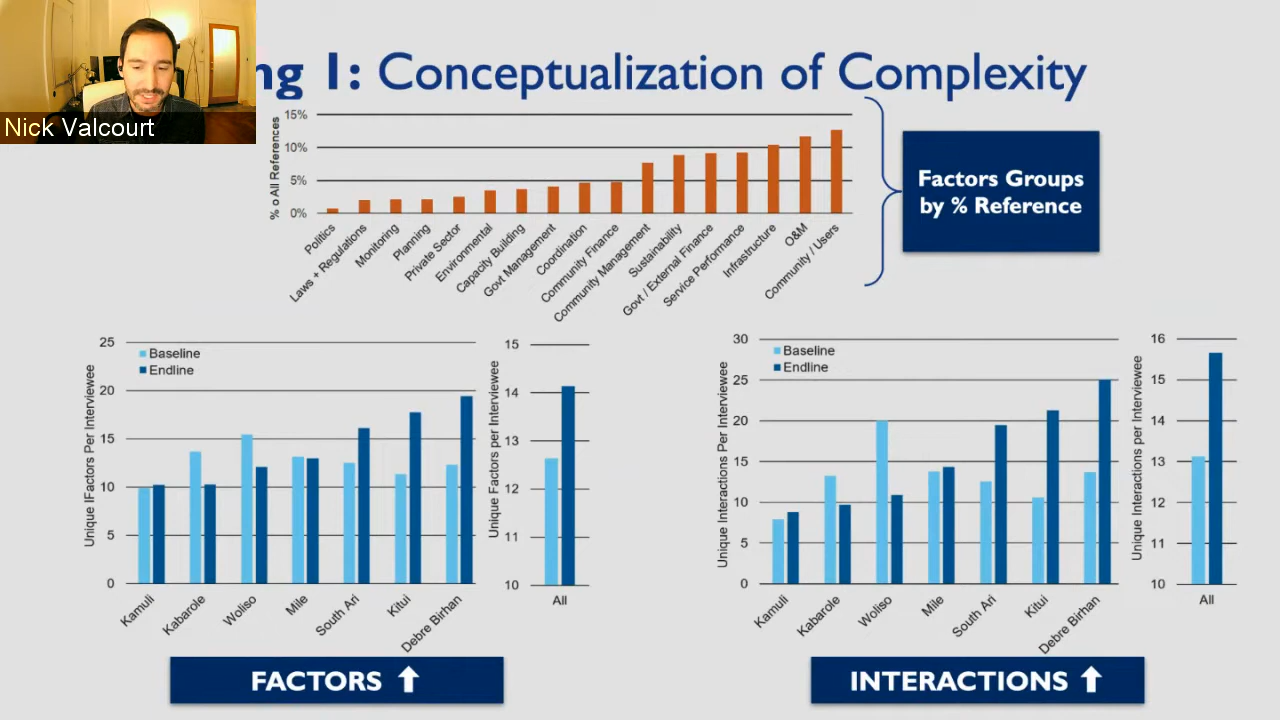 ng 1: Conceptualization of Complexity
Nick Valcourt
% o All References
15%
10%
5%
0%
Politics
Laws + Regulations
Monitoring
Planning
Private Sector
Environmental
Capacity Building
Govt Management
Coordination
Community Finance
Community Management
Sustainability
Govt / External Finance
Service Performance
Infrastructure
O&M
Community / Users
Factors Groups
by % Reference
Unique IFactors Per Interviewee
25
20
15
10
5
0
Baseline
Endline
Kamuli
Kabarole
Woliso
Mile
South Ari
Kitui
Debre Birhan
Unique Factors per Interviewee
15
14
13
12
11
10
All
FACTORS ⬆
Unique Interactions Per Interviewee
30
25
20
15
10
5
0
Baseline
Endline
Kamuli
Kabarole
Woliso
Mile
South Ari
Kitui
Debre Birhan
Unique Interactions per Interviewee
16
15
14
13
12
11
10
All
INTERACTIONS ⬆